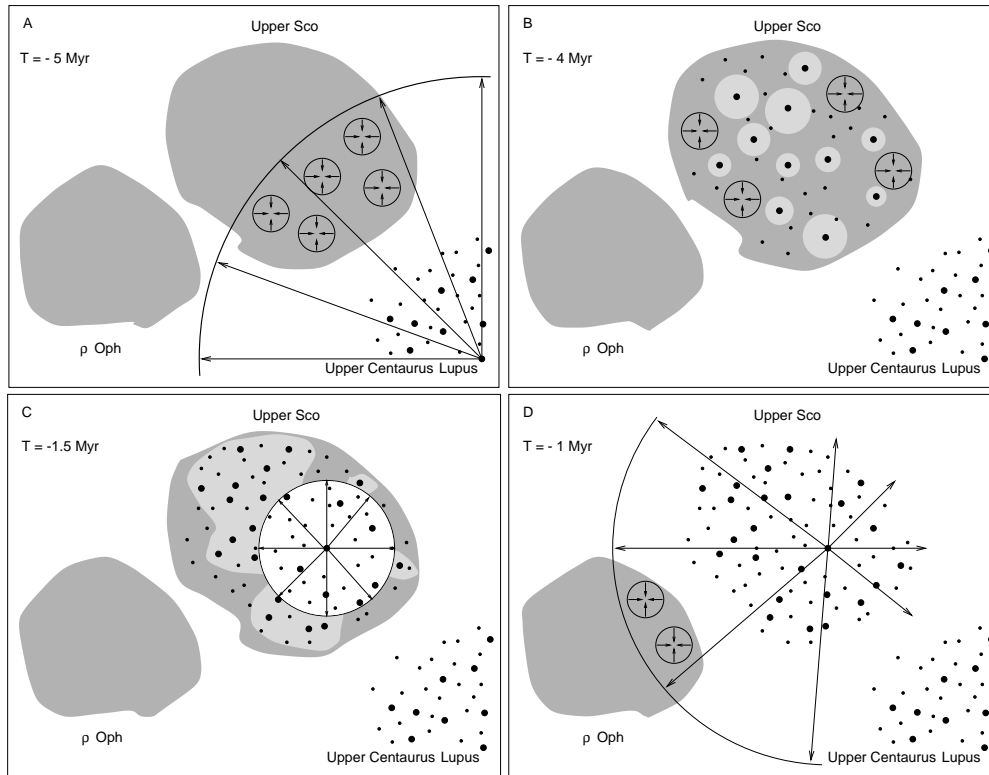 A
Upper Sco
T = - 5 Myr
ρ Oph
Upper Centaurus Lupus
B
Upper Sco
T = - 4 Myr
ρ Oph
Upper Centaurus Lupus
C
Upper Sco
T = -1.5 Myr
ρ Oph
Upper Centaurus Lupus
D
Upper Sco
T = - 1 Myr
ρ Oph
Upper Centaurus Lupus